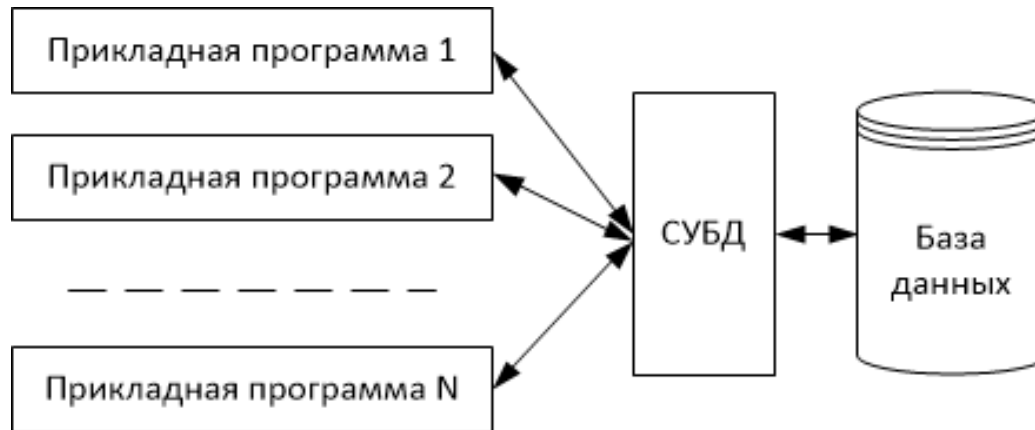 Прикладная программа 1
Прикладная программа 2
СУБД
База
данных
Прикладная программа N